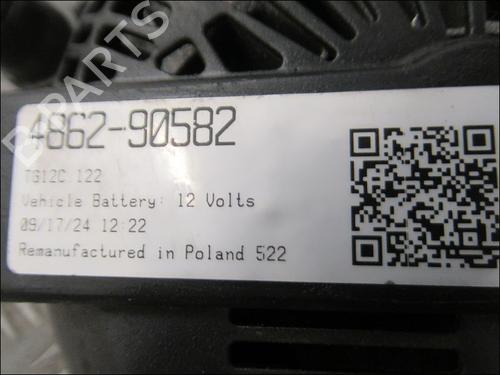 B-PARTS
4862-90582
TG12C 122
Vehicle Battery: 12 Volts
09/17/24 12:22
Remanufactured in Poland 522